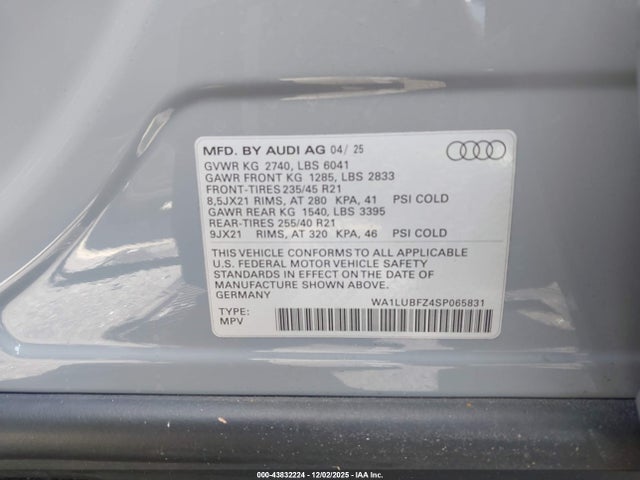 MFD. BY AUDI AG 04/ 25
GVWR KG 2740, LBS 6041
GAWR FRONT KG 1285, LBS 2833
FRONT-TIRES 235/45 R21
8,5JX21 RIMS, AT 280 KPA, 41 PSI COLD
GAWR REAR KG 1540, LBS 3395
REAR-TIRES 255/40 R21
9JX21 RIMS, AT 320 KPA, 46 PSI COLD
THIS VEHICLE CONFORMS TO ALL APPLICABLE
U.S. FEDERAL MOTOR VEHICLE SAFETY
STANDARDS IN EFFECT ON THE DATE OF
MANUFACTURE SHOWN ABOVE.
GERMANY WA1LUBFZ4SP065831
TYPE:
MPV
000-43832224 | 12/02/2025 | IAA Inc.